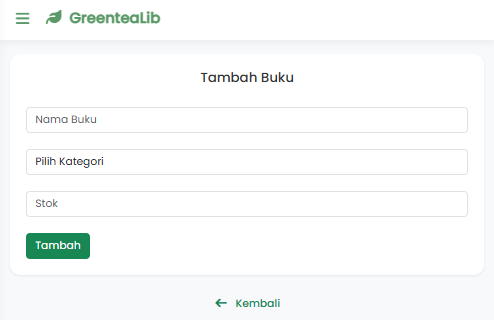 GreenteaLib
Tambah Buku
Nama Buku
Pilih Kategori
Stok
Tambah
Kembali